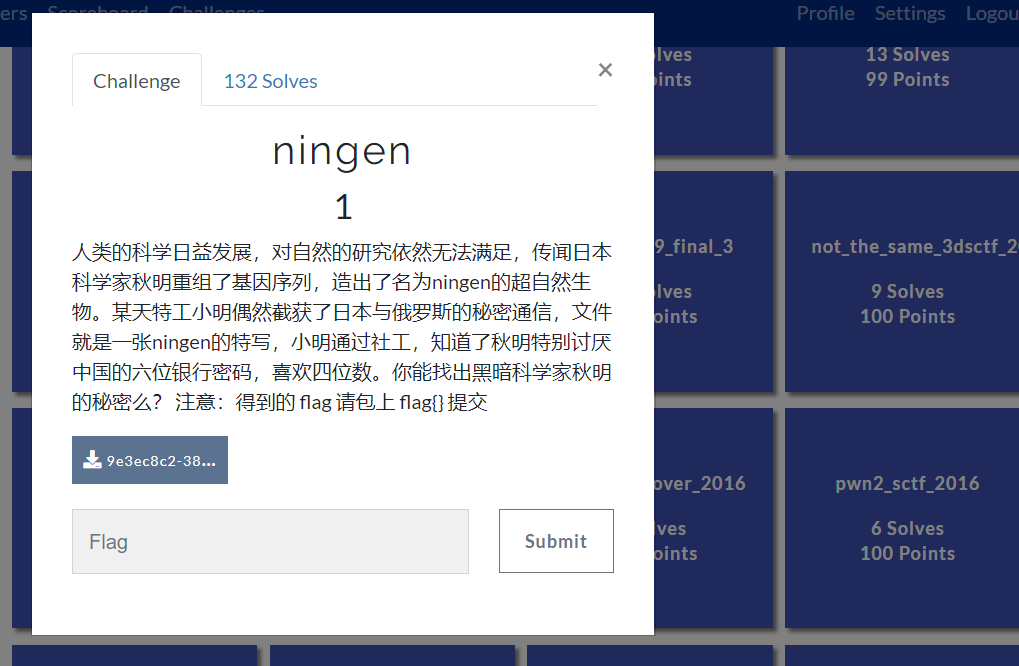 Scoreboard
Challenges
Profile
Settings
Challenge
132 Solves
×
ningen
1
人类的科学日益发展，对自然的研究依然无法满足，传闻日本
科学家秋明重组了基因序列，造出了名为ningen的超自然生
物。某天特工小明偶然截获了日本与俄罗斯的秘密通信，文件
就是一张ningen的特写，小明通过社工，知道了秋明特别讨厌
中国的六位银行密码，喜欢四位数。你能找出黑暗科学家秋明
的秘密么？ 注意：得到的 flag 请包上 flag{} 提交
9e3ec8c2-38...
Flag
Submit
13 Solves
99 Points
9_final_3
not_the_same_3dsctf_2
9 Solves
100 Points
over_2016
pwn2_sctf_2016
6 Solves
100 Points